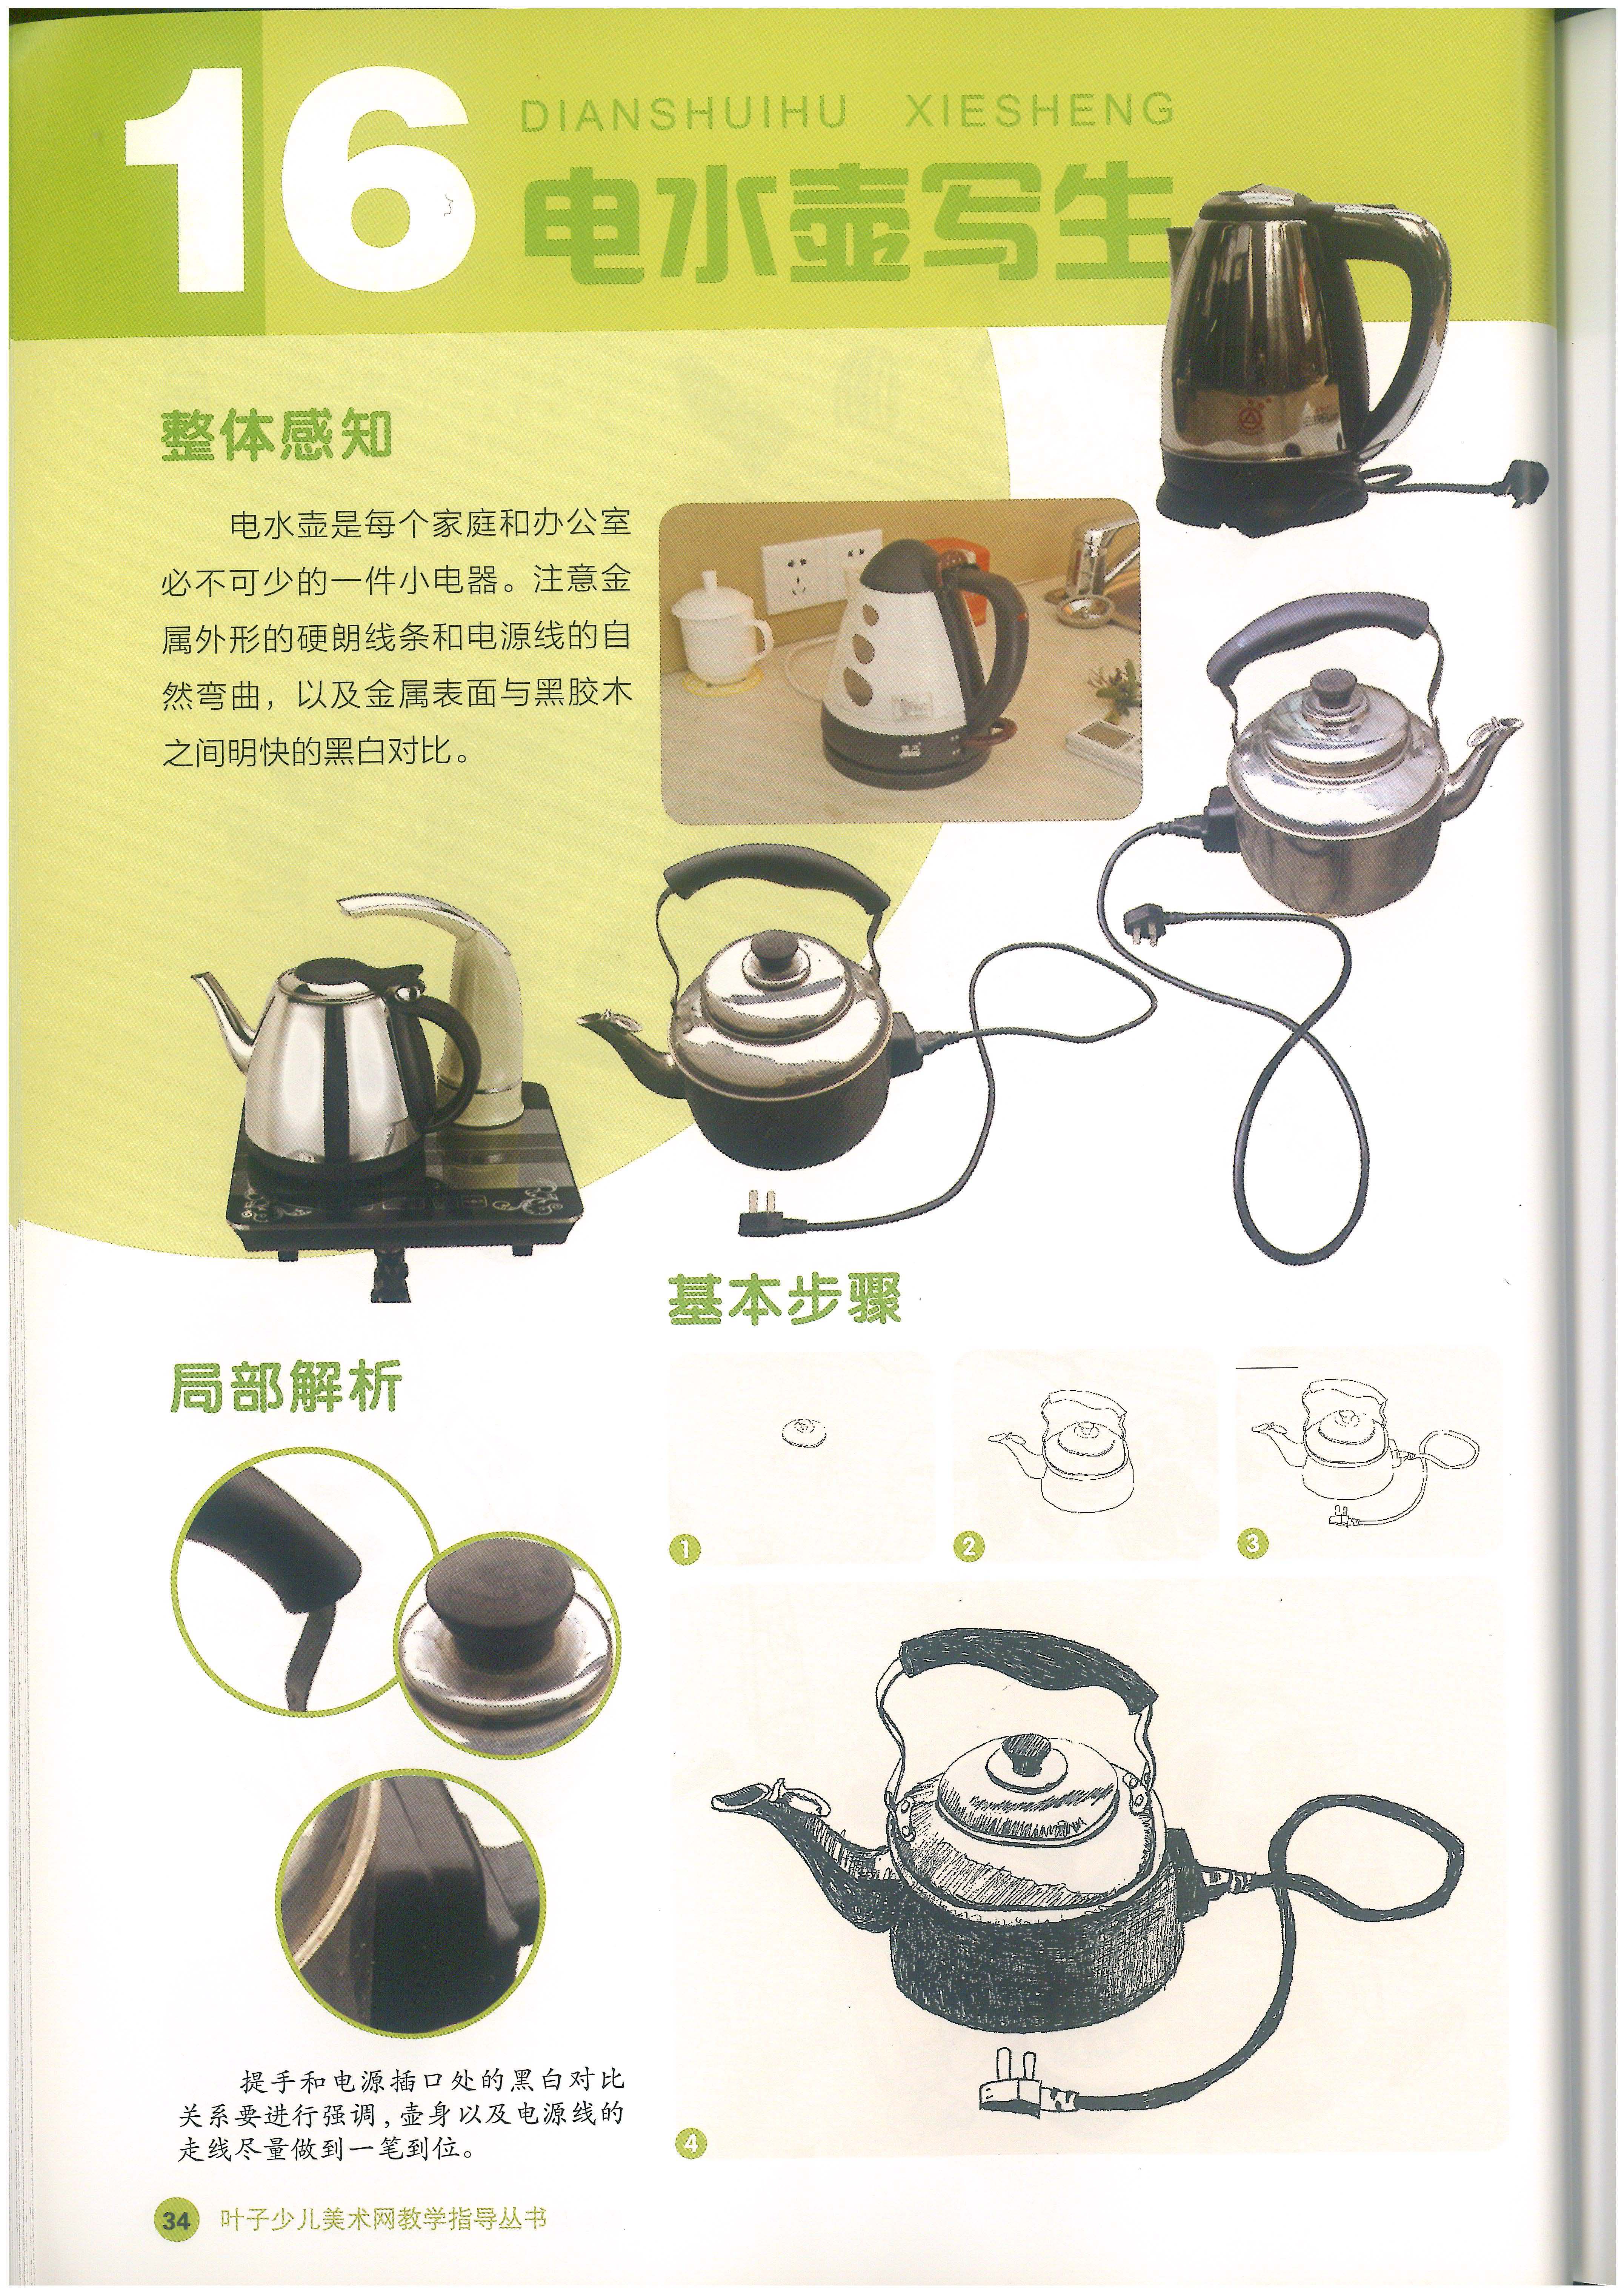 16
DIANSHUIHU XIESHENG
电水壶写生
整体感知
电水壶是每个家庭和办公室
必不可少的一件小电器。注意金
属外形的硬朗线条和电源线的自
然弯曲，以及金属表面与黑胶木
之间明快的黑白对比。
基本步骤
1
2
3
4
局部解析
提手和电源插口处的黑白对比
关系要进行强调，壶身以及电源线的
走线尽量做到一笔到位。
34
叶子少儿美术网教学指导丛书